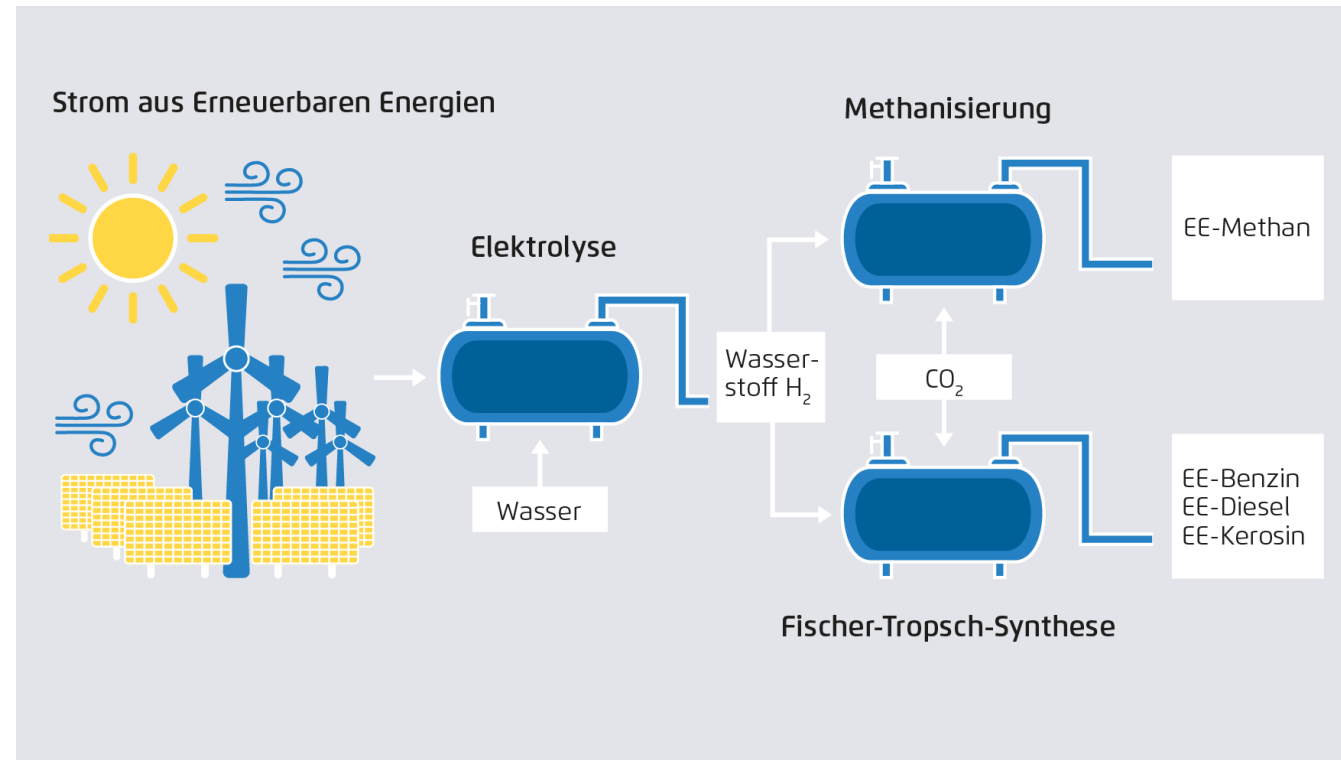 Strom aus Erneuerbaren Energien
Elektrolyse
Wasser
Wasser-
stoff H₂
Methanisierung
CO₂
Fischer-Tropsch-Synthese
EE-Methan
EE-Benzin
EE-Diesel
EE-Kerosin